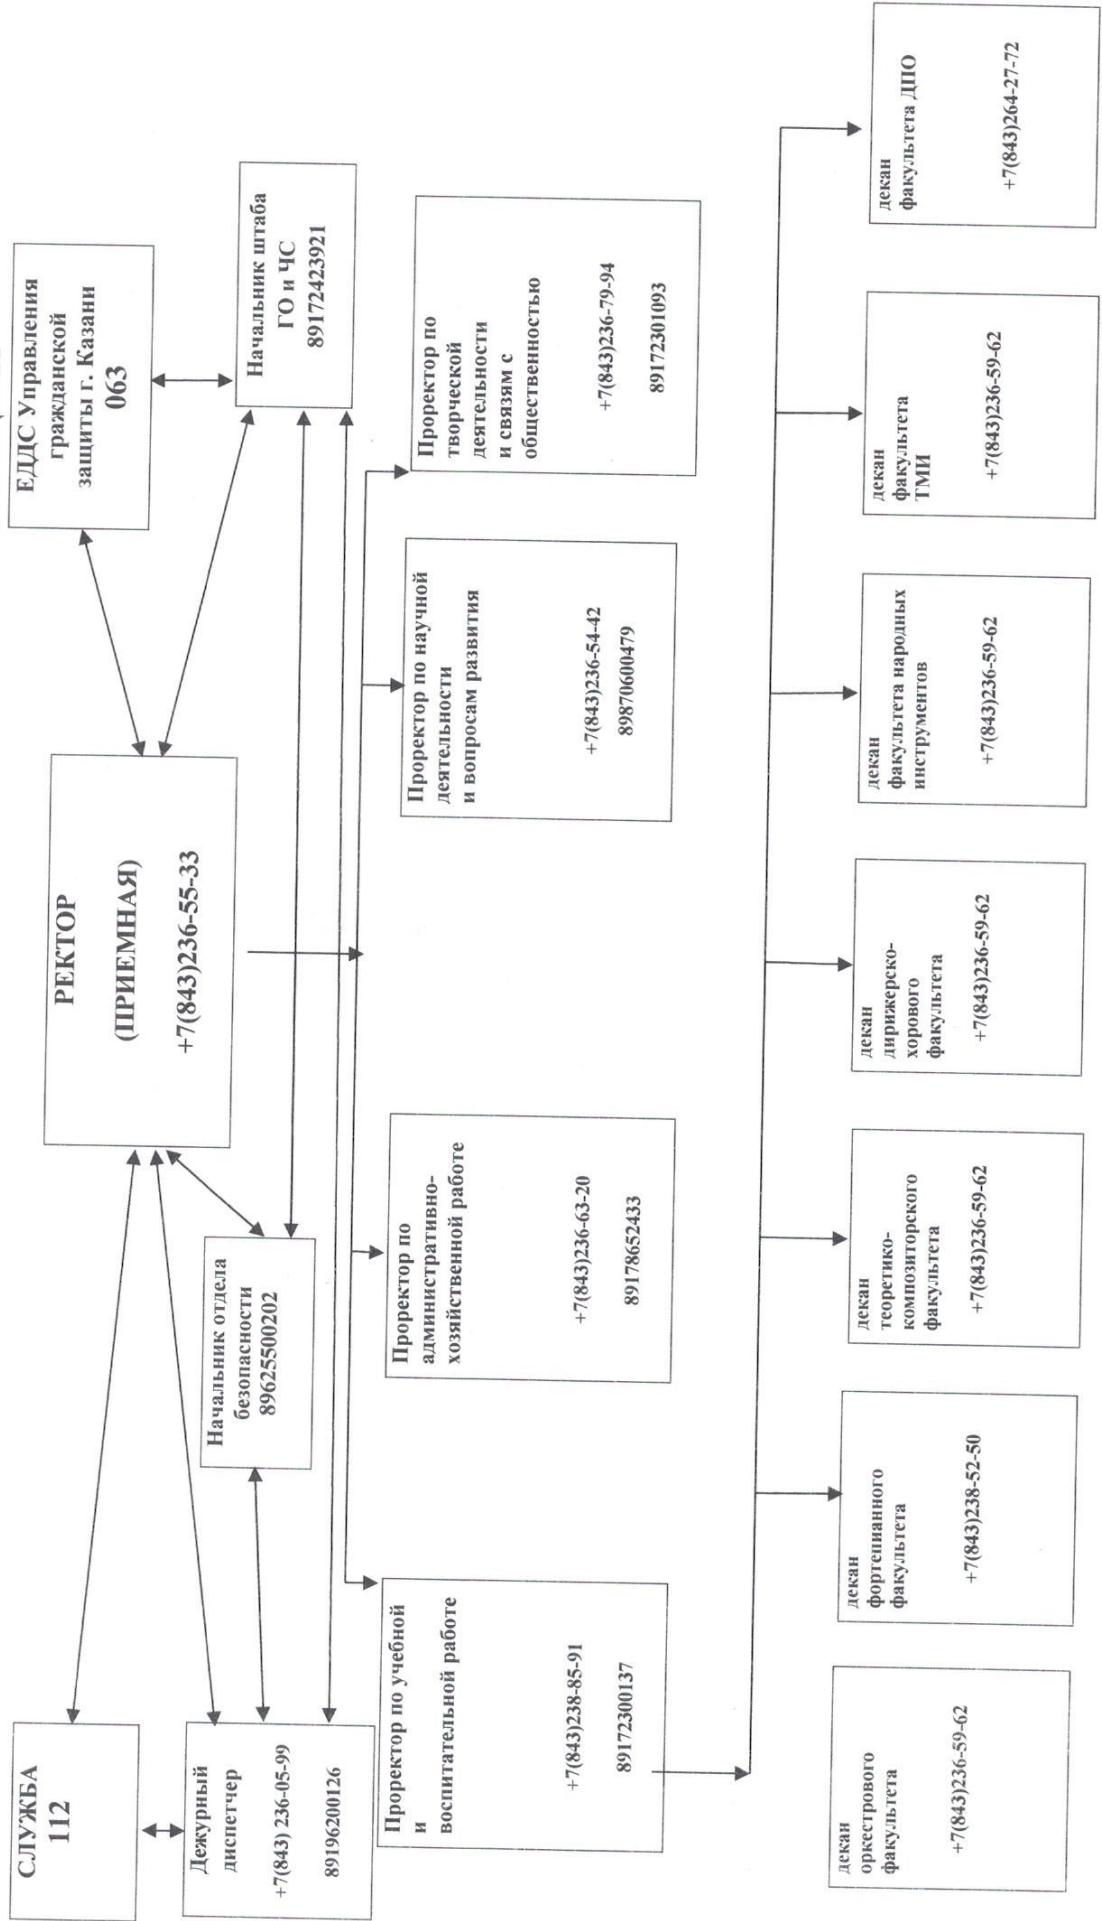 СЛУЖБА
112
РЕКТОР
(ПРИЕМНАЯ)
+7(843)236-55-33
ЕДДС Управления
гражданской
защиты г. Казани
063
Дежурный
диспетчер
+7(843) 236-05-99
89196200126
Начальник отдела
безопасности
89625500202
Начальник штаба
ГО и ЧС
89172423921
Проректор по учебной
и
воспитательной работе
+7(843)238-85-91
89172300137
Проректор по
административно-
хозяйственной работе
+7(843)236-63-20
89178652433
Проректор по научной
деятельности
и вопросам развития
+7(843)236-54-42
89870600479
Проректор по
творческой
деятельности
и связям с
общественностью
+7(843)236-79-94
89172301093
декан
оркестрового
факультета
+7(843)236-59-62
декан
фортепианного
факультета
+7(843)238-52-50
декан
теоретико-
композиторского
факультета
+7(843)236-59-62
декан
дирижерско-
хорового
факультета
+7(843)236-59-62
декан
факультета народных
инструментов
+7(843)236-59-62
декан
факультета
ТМИ
+7(843)236-59-62
декан
факультета ДПО
+7(843)264-27-72